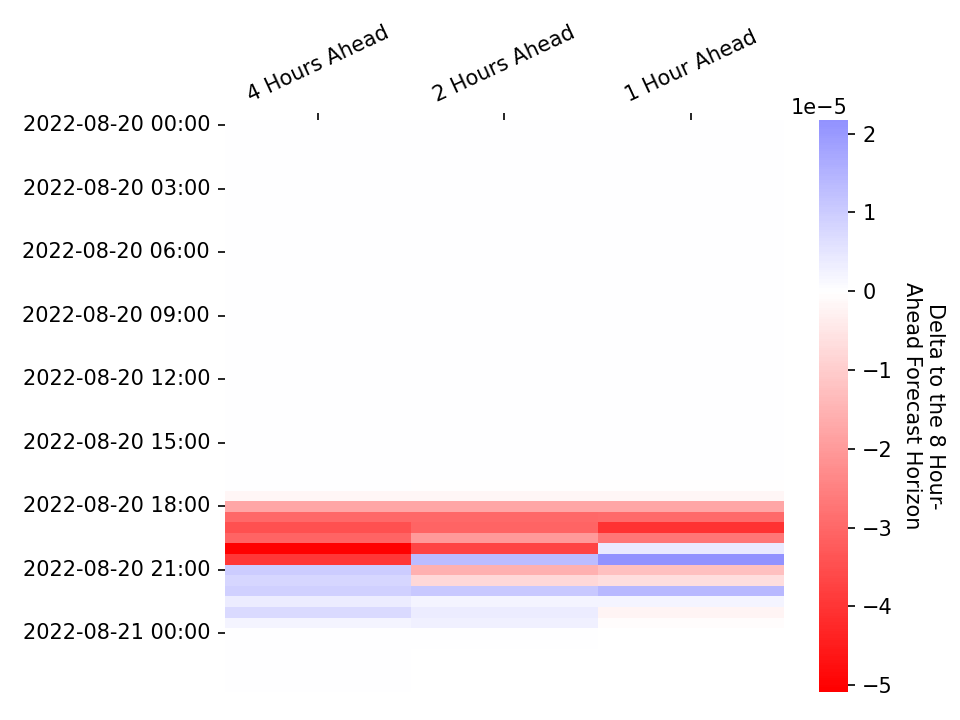 4 Hours Ahead
2 Hours Ahead
1 Hour Ahead
1e−5
2022-08-20 00:00
2022-08-20 03:00
2022-08-20 06:00
2022-08-20 09:00
2022-08-20 12:00
2022-08-20 15:00
2022-08-20 18:00
2022-08-20 21:00
2022-08-21 00:00
2
1
0
−1
−2
−3
−4
−5
Delta to the 8 Hour-
Ahead Forecast Horizon